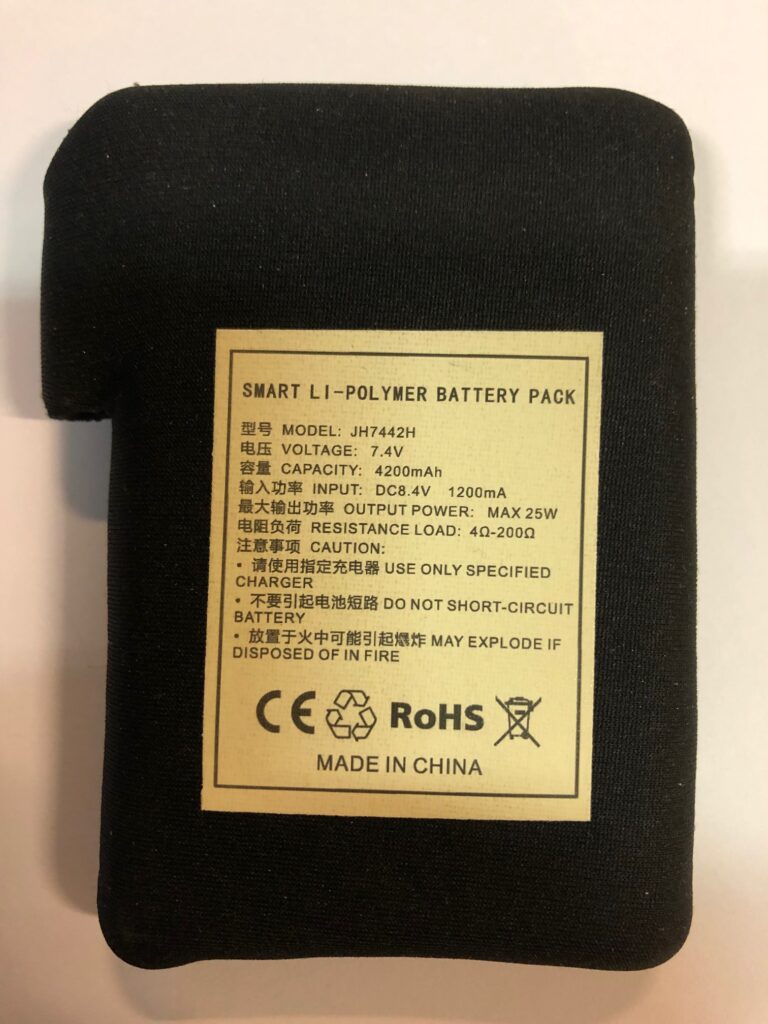 SMART LI-POLYMER BATTERY PACK
型号 MODEL: JH7442H
电压 VOLTAGE: 7.4V
容量 CAPACITY: 4200mAh
输入功率 INPUT: DC8.4V 1200mA
最大输出功率 OUTPUT POWER: MAX 25W
电阻负荷 RESISTANCE LOAD: 4Ω-200Ω
注意事项 CAUTION:
• 请使用指定充电器 USE ONLY SPECIFIED
CHARGER
• 不要引起电池短路 DO NOT SHORT-CIRCUIT
BATTERY
• 放置于火中可能引起爆炸 MAY EXPLODE IF
DISPOSED OF IN FIRE
CE RoHS
MADE IN CHINA